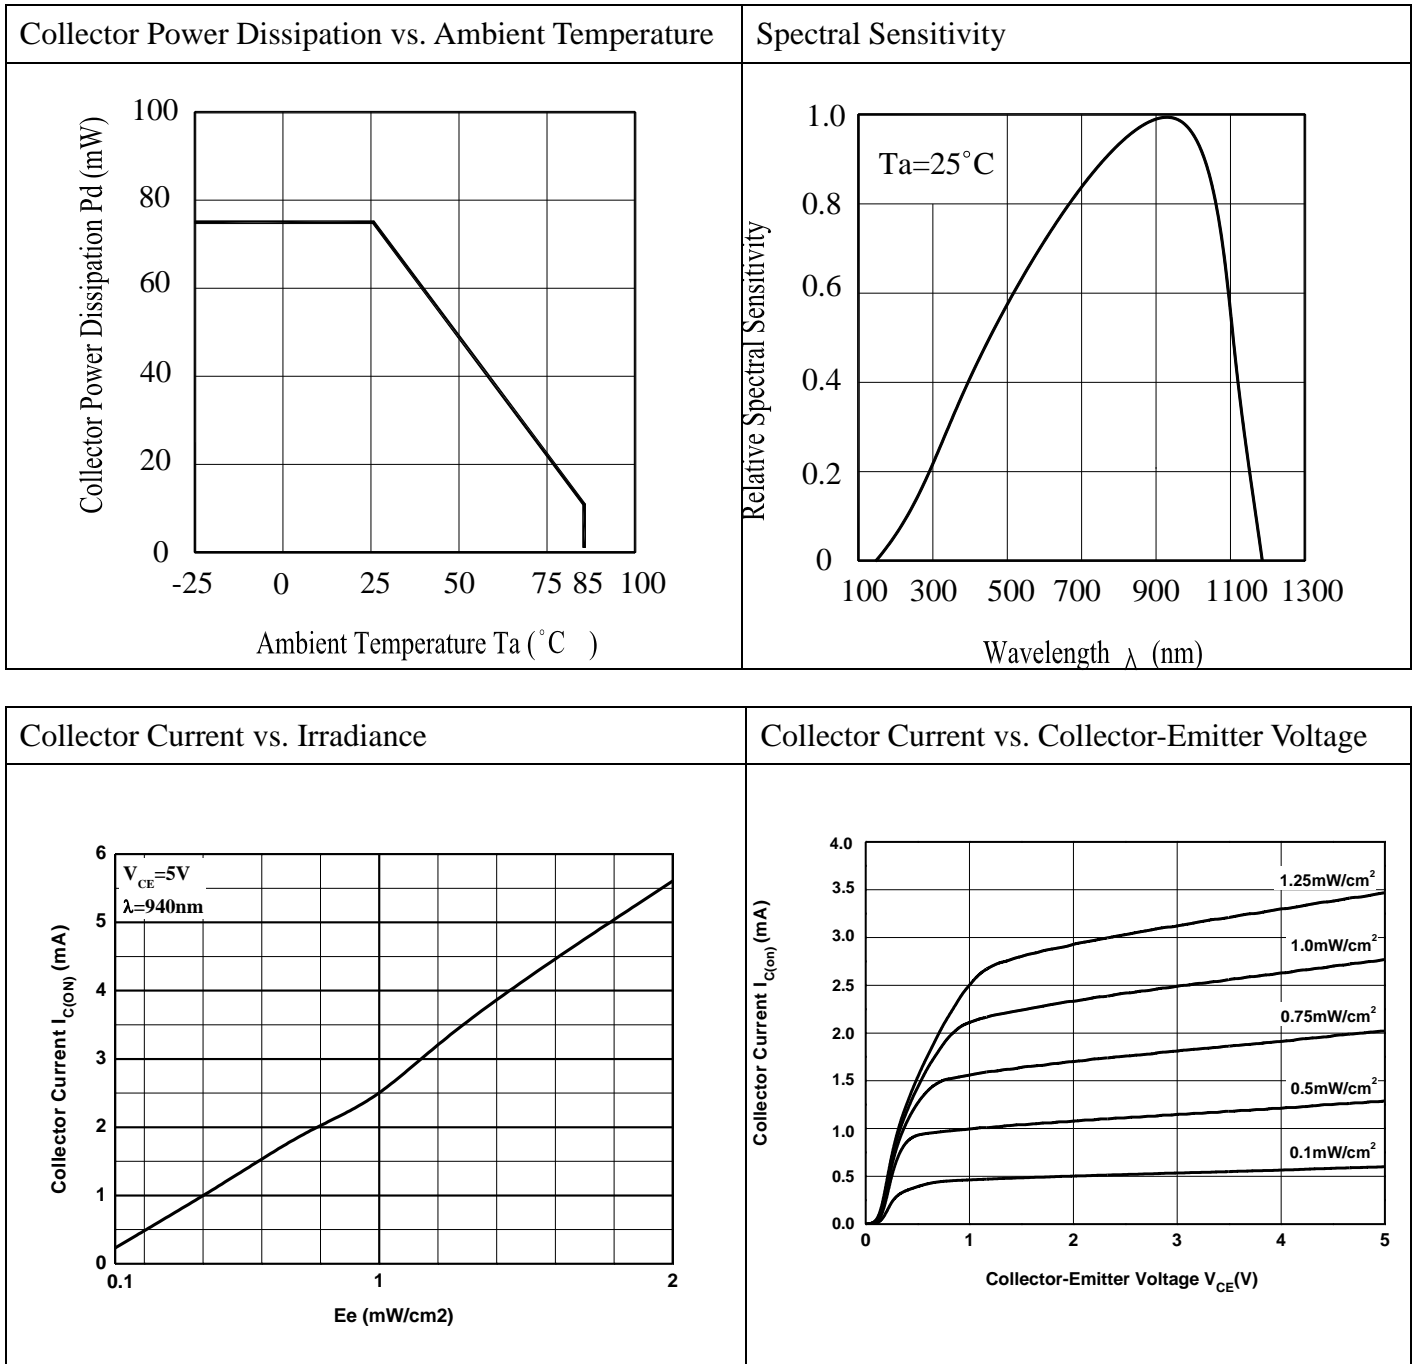 Collector Power Dissipation vs. Ambient Temperature
Spectral Sensitivity
Collector Power Dissipation Pd (mW)
100
80
60
40
20
0
-25 0 25 50 75 85 100
Ambient Temperature Ta (°C )
Relative Spectral Sensitivity
1.0
0.8
0.6
0.4
0.2
0
Ta=25°C
100 300 500 700 900 1100 1300
Wavelength λ (nm)
Collector Current vs. Irradiance
Collector Current vs. Collector-Emitter Voltage
Collector Current IC(ON) (mA)
6
5
4
3
2
1
0
VCE=5V
λ=940nm
0.1 1 2
Ee (mW/cm2)
Collector Current IC(on) (mA)
4.0
3.5
3.0
2.5
2.0
1.5
1.0
0.5
0.0
1.25mW/cm²
1.0mW/cm²
0.75mW/cm²
0.5mW/cm²
0.1mW/cm²
0 1 2 3 4 5
Collector-Emitter Voltage VCE(V)